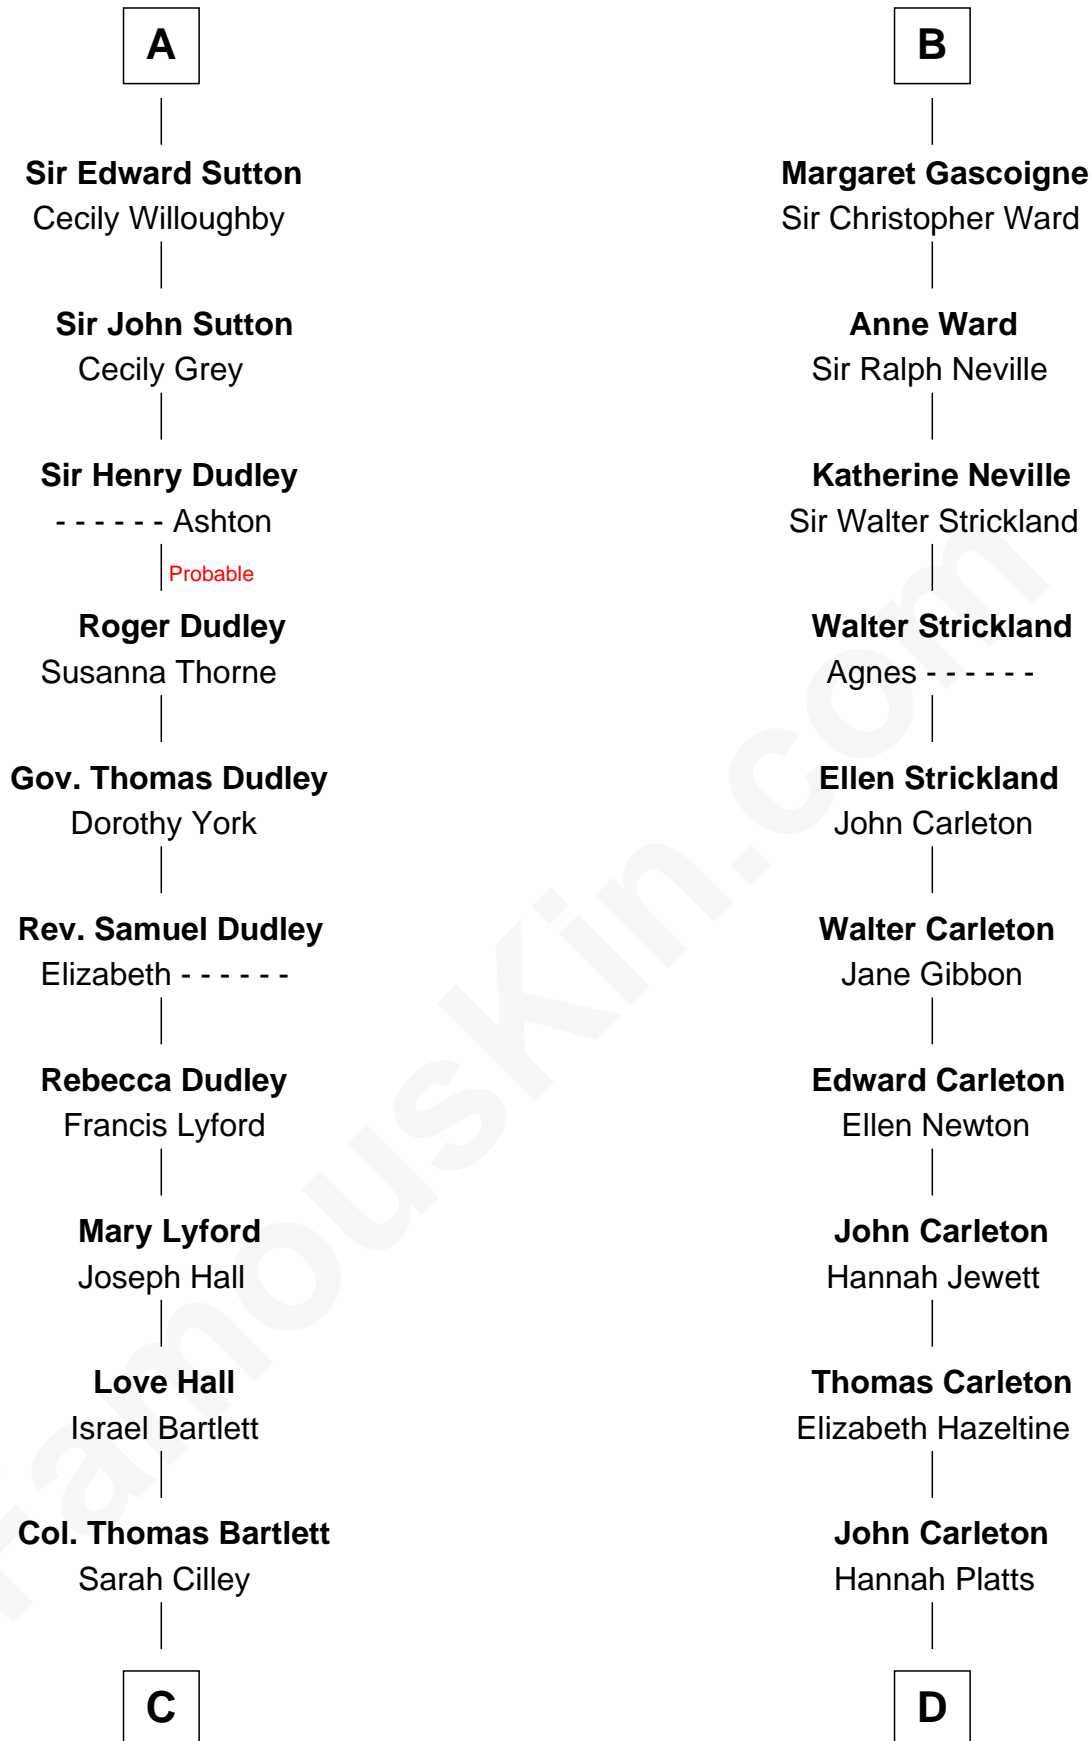 A
Sir Edward Sutton
Cecily Willoughby
Sir John Sutton
Cecily Grey
Sir Henry Dudley
- - - - - - Ashton
Probable
Roger Dudley
Susanna Thorne
Gov. Thomas Dudley
Dorothy York
Rev. Samuel Dudley
Elizabeth - - - - - -
Rebecca Dudley
Francis Lyford
Mary Lyford
Joseph Hall
Love Hall
Israel Bartlett
Col. Thomas Bartlett
Sarah Cilley
C
B
Margaret Gascoigne
Sir Christopher Ward
Anne Ward
Sir Ralph Neville
Katherine Neville
Sir Walter Strickland
Walter Strickland
Agnes - - - - - -
Ellen Strickland
John Carleton
Walter Carleton
Jane Gibbon
Edward Carleton
Ellen Newton
John Carleton
Hannah Jewett
Thomas Carleton
Elizabeth Hazeltine
John Carleton
Hannah Platts
D
FamousKin.com